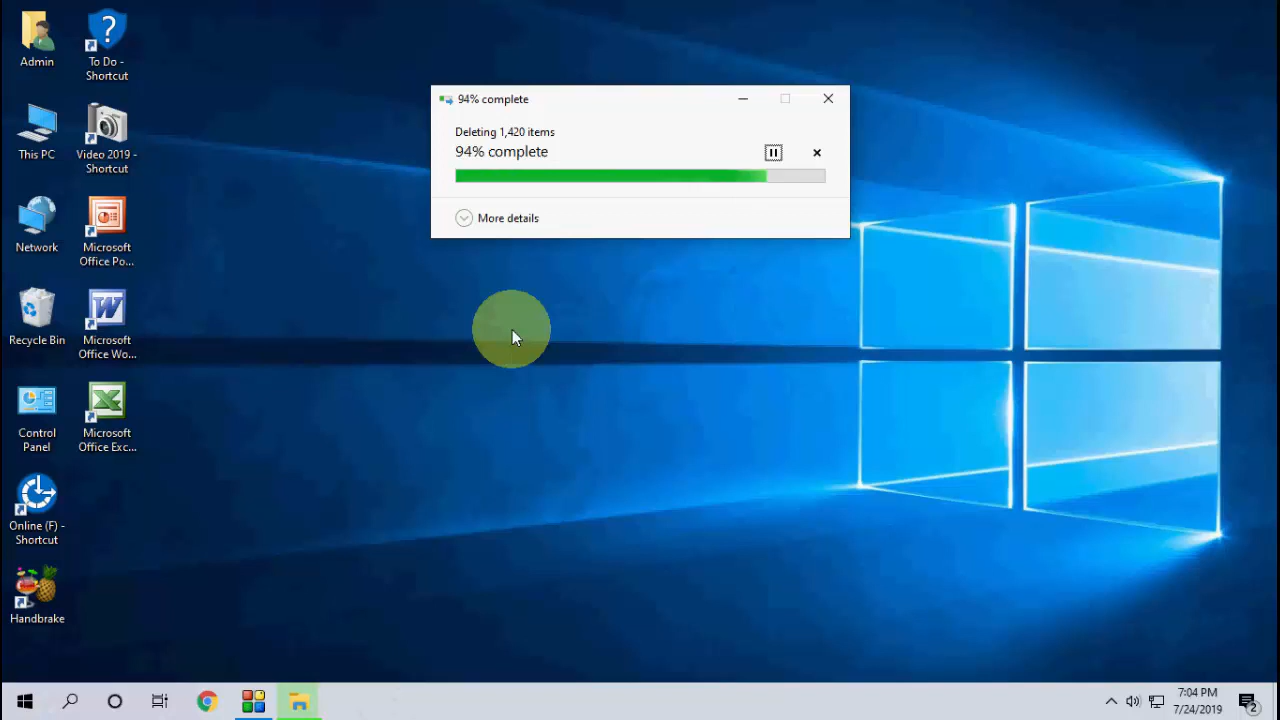 Admin
To Do -
Shortcut
This PC
Video 2019 -
Shortcut
Network
Microsoft
Office Po...
Recycle Bin
Microsoft
Office Wo...
Control
Panel
Microsoft
Office Exc...
Online (F) -
Shortcut
Handbrake
94% complete
Deleting 1,420 items
94% complete
More details
7:04 PM
7/24/2019
2